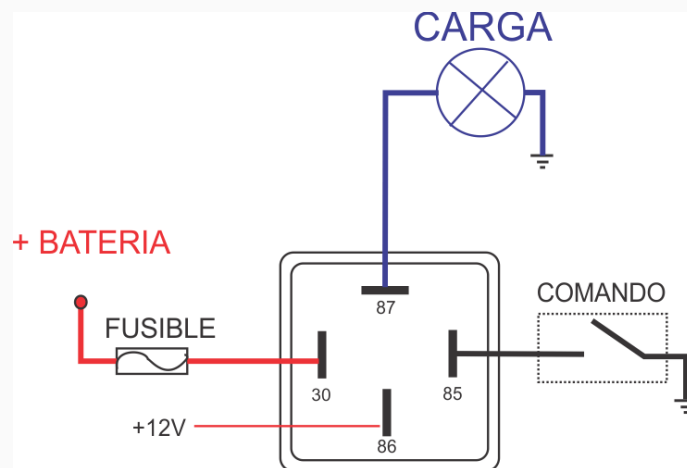 CARGA
+ BATERIA
FUSIBLE
COMANDO
87
30
85
86
+12V